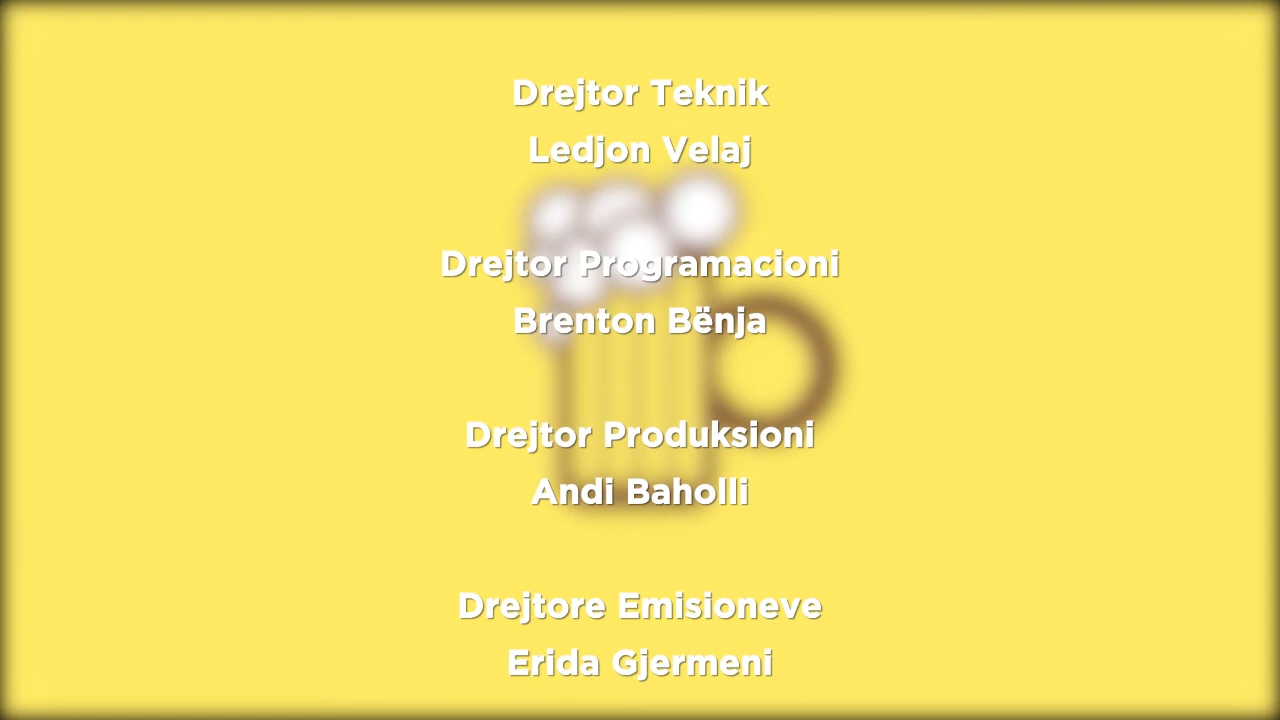 Drejtor Teknik
Ledjon Velaj
Drejtor Programacioni
Brenton Bënja
Drejtor Produksioni
Andi Baholli
Drejtore Emisioneve
Erida Gjermeni